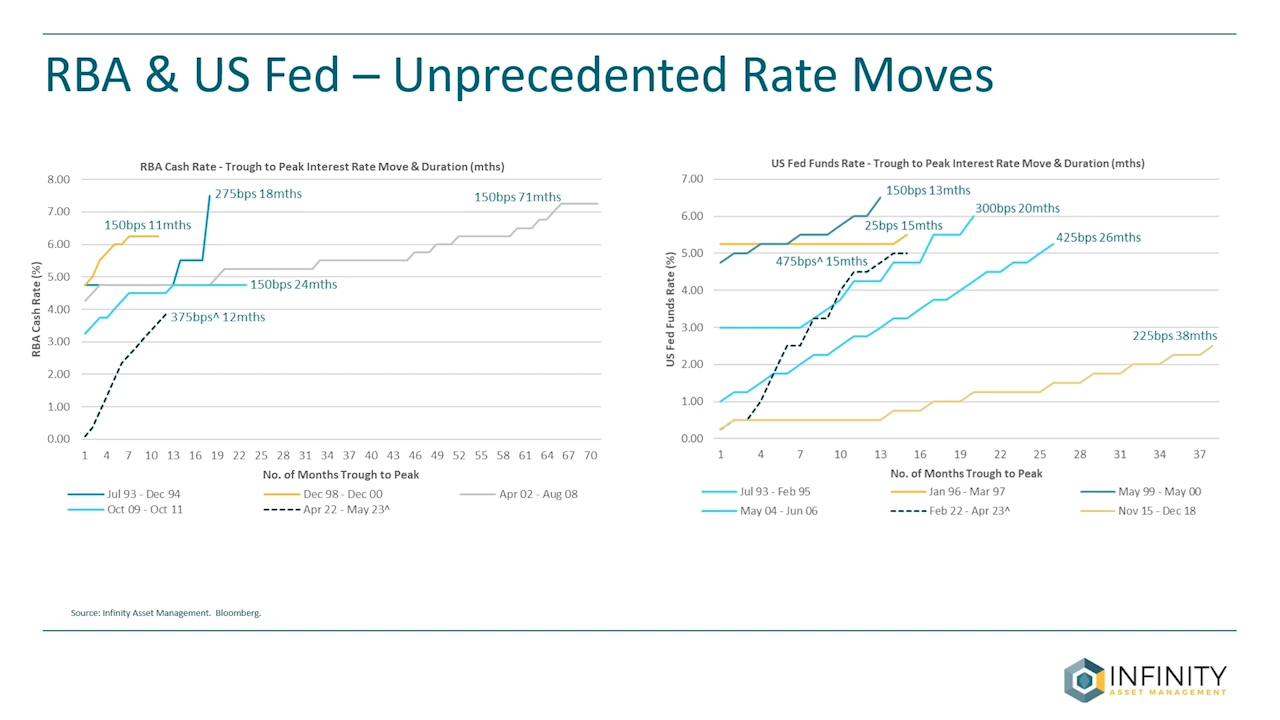 RBA & US Fed – Unprecedented Rate Moves
RBA Cash Rate - Trough to Peak Interest Rate Move & Duration (mths)
8.00
7.00
6.00
5.00
4.00
3.00
2.00
1.00
0.00
RBA Cash Rate (%)
275bps 18mths
150bps 71mths
150bps 11mths
150bps 24mths
375bps^ 12mths
1 4 7 10 13 16 19 22 25 28 31 34 37 40 43 46 49 52 55 58 61 64 67 70
No. of Months Trough to Peak
Jul 93 - Dec 94 Dec 98 - Dec 00 Apr 02 - Aug 08
Oct 09 - Oct 11 Apr 22 - May 23^
US Fed Funds Rate - Trough to Peak Interest Rate Move & Duration (mths)
7.00
6.00
5.00
4.00
3.00
2.00
1.00
0.00
US Fed Funds Rate (%)
150bps 13mths
300bps 20mths
25bps 15mths
425bps 26mths
475bps^ 15mths
225bps 38mths
1 4 7 10 13 16 19 22 25 28 31 34 37
No. of Months Trough to Peak
Jul 93 - Feb 95 Jan 96 - Mar 97 May 99 - May 00
May 04 - Jun 06 Feb 22 - Apr 23^ Nov 15 - Dec 18
Source: Infinity Asset Management. Bloomberg.
INFINITY
ASSET MANAGEMENT